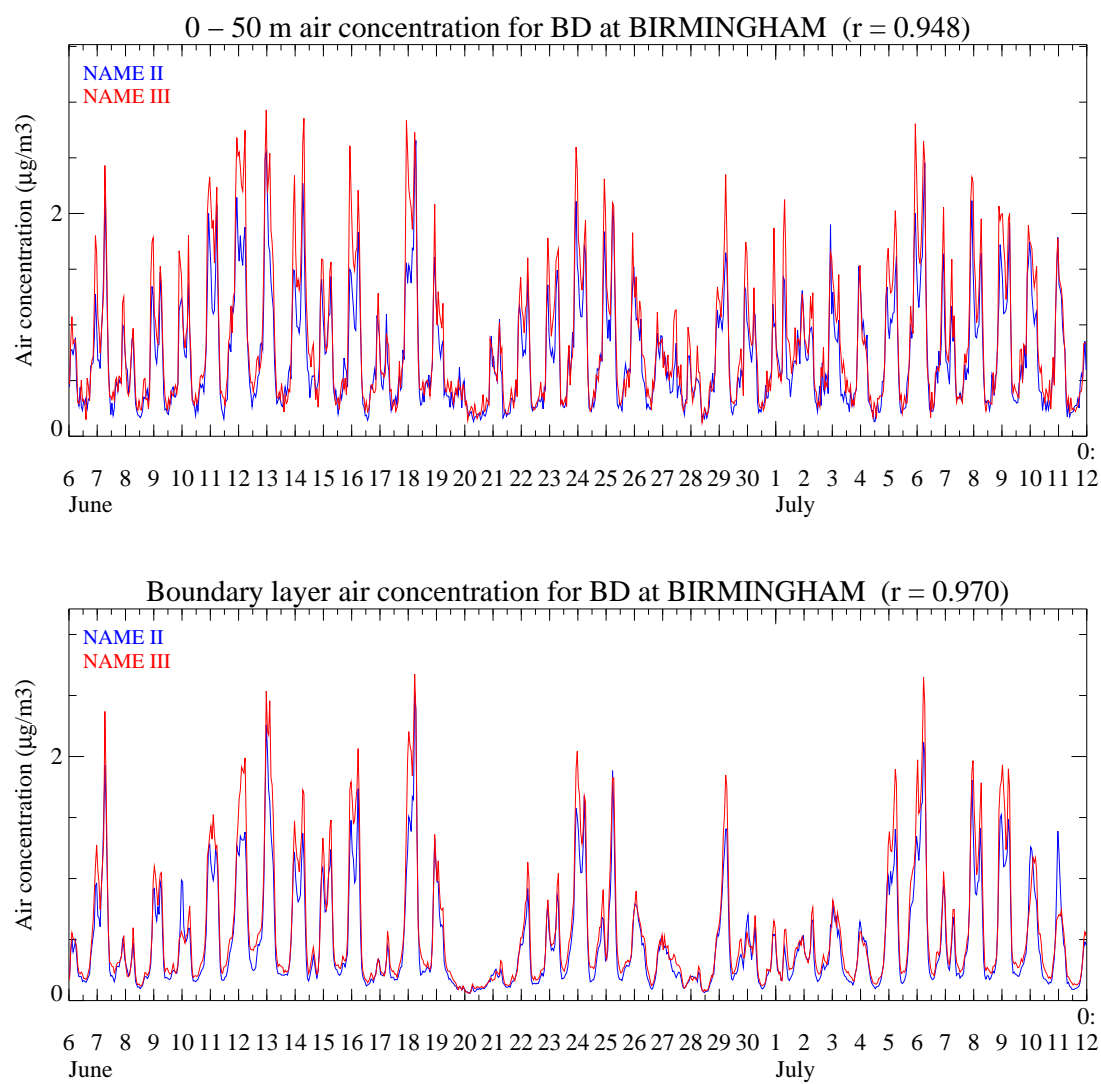 0 – 50 m air concentration for BD at BIRMINGHAM (r = 0.948)
NAME II
NAME III
Air concentration (µg/m3)
2
0
0:
6 7 8 9 10 11 12 13 14 15 16 17 18 19 20 21 22 23 24 25 26 27 28 29 30 1 2 3 4 5 6 7 8 9 10 11 12
June July
Boundary layer air concentration for BD at BIRMINGHAM (r = 0.970)
NAME II
NAME III
Air concentration (µg/m3)
2
0
0:
6 7 8 9 10 11 12 13 14 15 16 17 18 19 20 21 22 23 24 25 26 27 28 29 30 1 2 3 4 5 6 7 8 9 10 11 12
June July